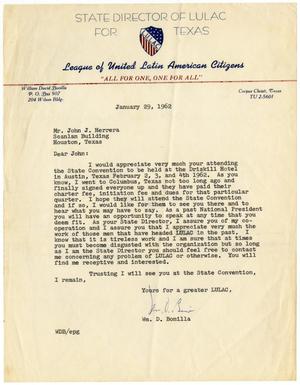 STATE DIRECTOR OF LULAC
FOR TEXAS
League of United Latin American Citizens
"ALL FOR ONE, ONE FOR ALL"
William David Bonilla
P. O. Box 907
204 Wilson Bldg.
Corpus Christi, Texas
TU 2-5601
January 29, 1962
Mr. John J. Herrera
Scanlan Building
Houston, Texas
Dear John:
I would appreciate very much your attending
the State Convention to be held at the Driskill Hotel
in Austin, Texas February 2, 3, and 4th 1962. As you
know, I went to Columbus, Texas not too long ago and
finally signed everyone up and they have paid their
charter fee, initiation fee and dues for that particular
quarter. I hope they will attend the State Convention
and if so, I would like for them to see you there and to
hear what you may have to say. As a past National President
you will have an opportunity to speak at any time that you
deem fit. As your State Director, I assure you of my co-
operation and I assure you that I appreciate very much the
work of those men that have headed LULAC in the past. I
know that it is tireless work and I am sure that at times
you must become disgusted with the organization but so long
as I am the State Director you should feel free to contact
me concerning any problem of LULAC or otherwise. You will
find me receptive and interested.
Trusting I will see you at the State Convention,
I remain,
Yours for a greater LULAC,
Wm. D. Bonilla
WDB/epg